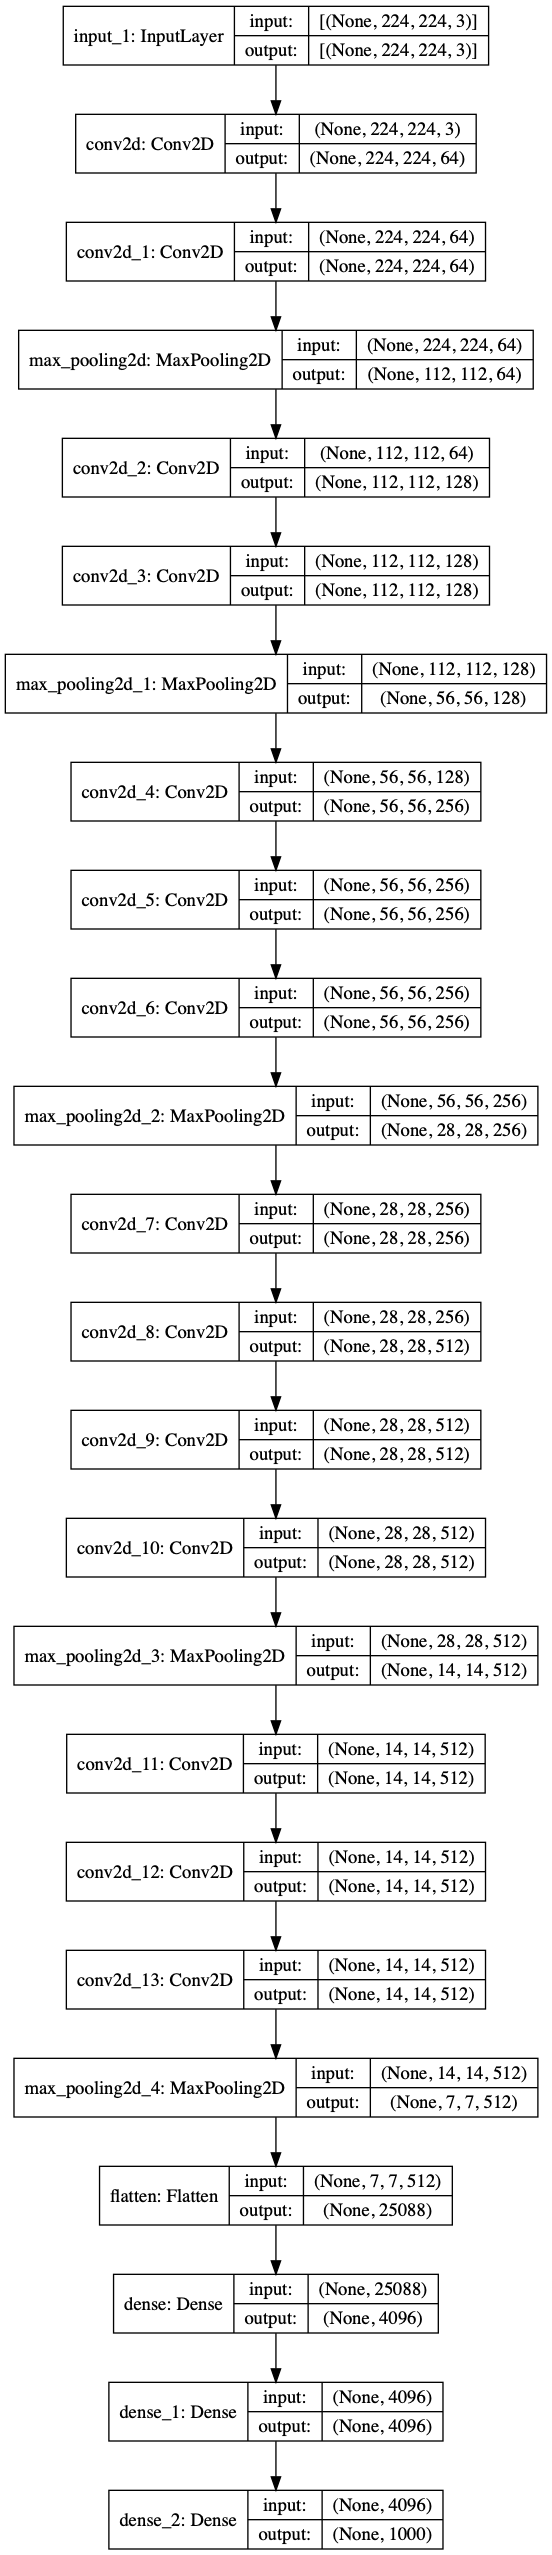 input_1: InputLayer
input: [(None, 224, 224, 3)]
output: [(None, 224, 224, 3)]
conv2d: Conv2D
input: (None, 224, 224, 3)
output: (None, 224, 224, 64)
conv2d_1: Conv2D
input: (None, 224, 224, 64)
output: (None, 224, 224, 64)
max_pooling2d: MaxPooling2D
input: (None, 224, 224, 64)
output: (None, 112, 112, 64)
conv2d_2: Conv2D
input: (None, 112, 112, 64)
output: (None, 112, 112, 128)
conv2d_3: Conv2D
input: (None, 112, 112, 128)
output: (None, 112, 112, 128)
max_pooling2d_1: MaxPooling2D
input: (None, 112, 112, 128)
output: (None, 56, 56, 128)
conv2d_4: Conv2D
input: (None, 56, 56, 128)
output: (None, 56, 56, 256)
conv2d_5: Conv2D
input: (None, 56, 56, 256)
output: (None, 56, 56, 256)
conv2d_6: Conv2D
input: (None, 56, 56, 256)
output: (None, 56, 56, 256)
max_pooling2d_2: MaxPooling2D
input: (None, 56, 56, 256)
output: (None, 28, 28, 256)
conv2d_7: Conv2D
input: (None, 28, 28, 256)
output: (None, 28, 28, 256)
conv2d_8: Conv2D
input: (None, 28, 28, 256)
output: (None, 28, 28, 512)
conv2d_9: Conv2D
input: (None, 28, 28, 512)
output: (None, 28, 28, 512)
conv2d_10: Conv2D
input: (None, 28, 28, 512)
output: (None, 28, 28, 512)
max_pooling2d_3: MaxPooling2D
input: (None, 28, 28, 512)
output: (None, 14, 14, 512)
conv2d_11: Conv2D
input: (None, 14, 14, 512)
output: (None, 14, 14, 512)
conv2d_12: Conv2D
input: (None, 14, 14, 512)
output: (None, 14, 14, 512)
conv2d_13: Conv2D
input: (None, 14, 14, 512)
output: (None, 14, 14, 512)
max_pooling2d_4: MaxPooling2D
input: (None, 14, 14, 512)
output: (None, 7, 7, 512)
flatten: Flatten
input: (None, 7, 7, 512)
output: (None, 25088)
dense: Dense
input: (None, 25088)
output: (None, 4096)
dense_1: Dense
input: (None, 4096)
output: (None, 4096)
dense_2: Dense
input: (None, 4096)
output: (None, 1000)